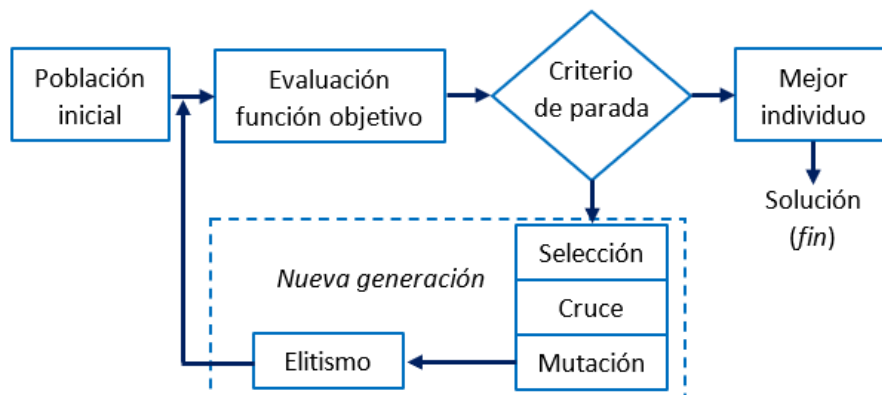 Población
inicial
Evaluación
función objetivo
Criterio
de parada
Mejor
individuo
Solución
(fin)
Nueva generación
Selección
Cruce
Mutación
Elitismo